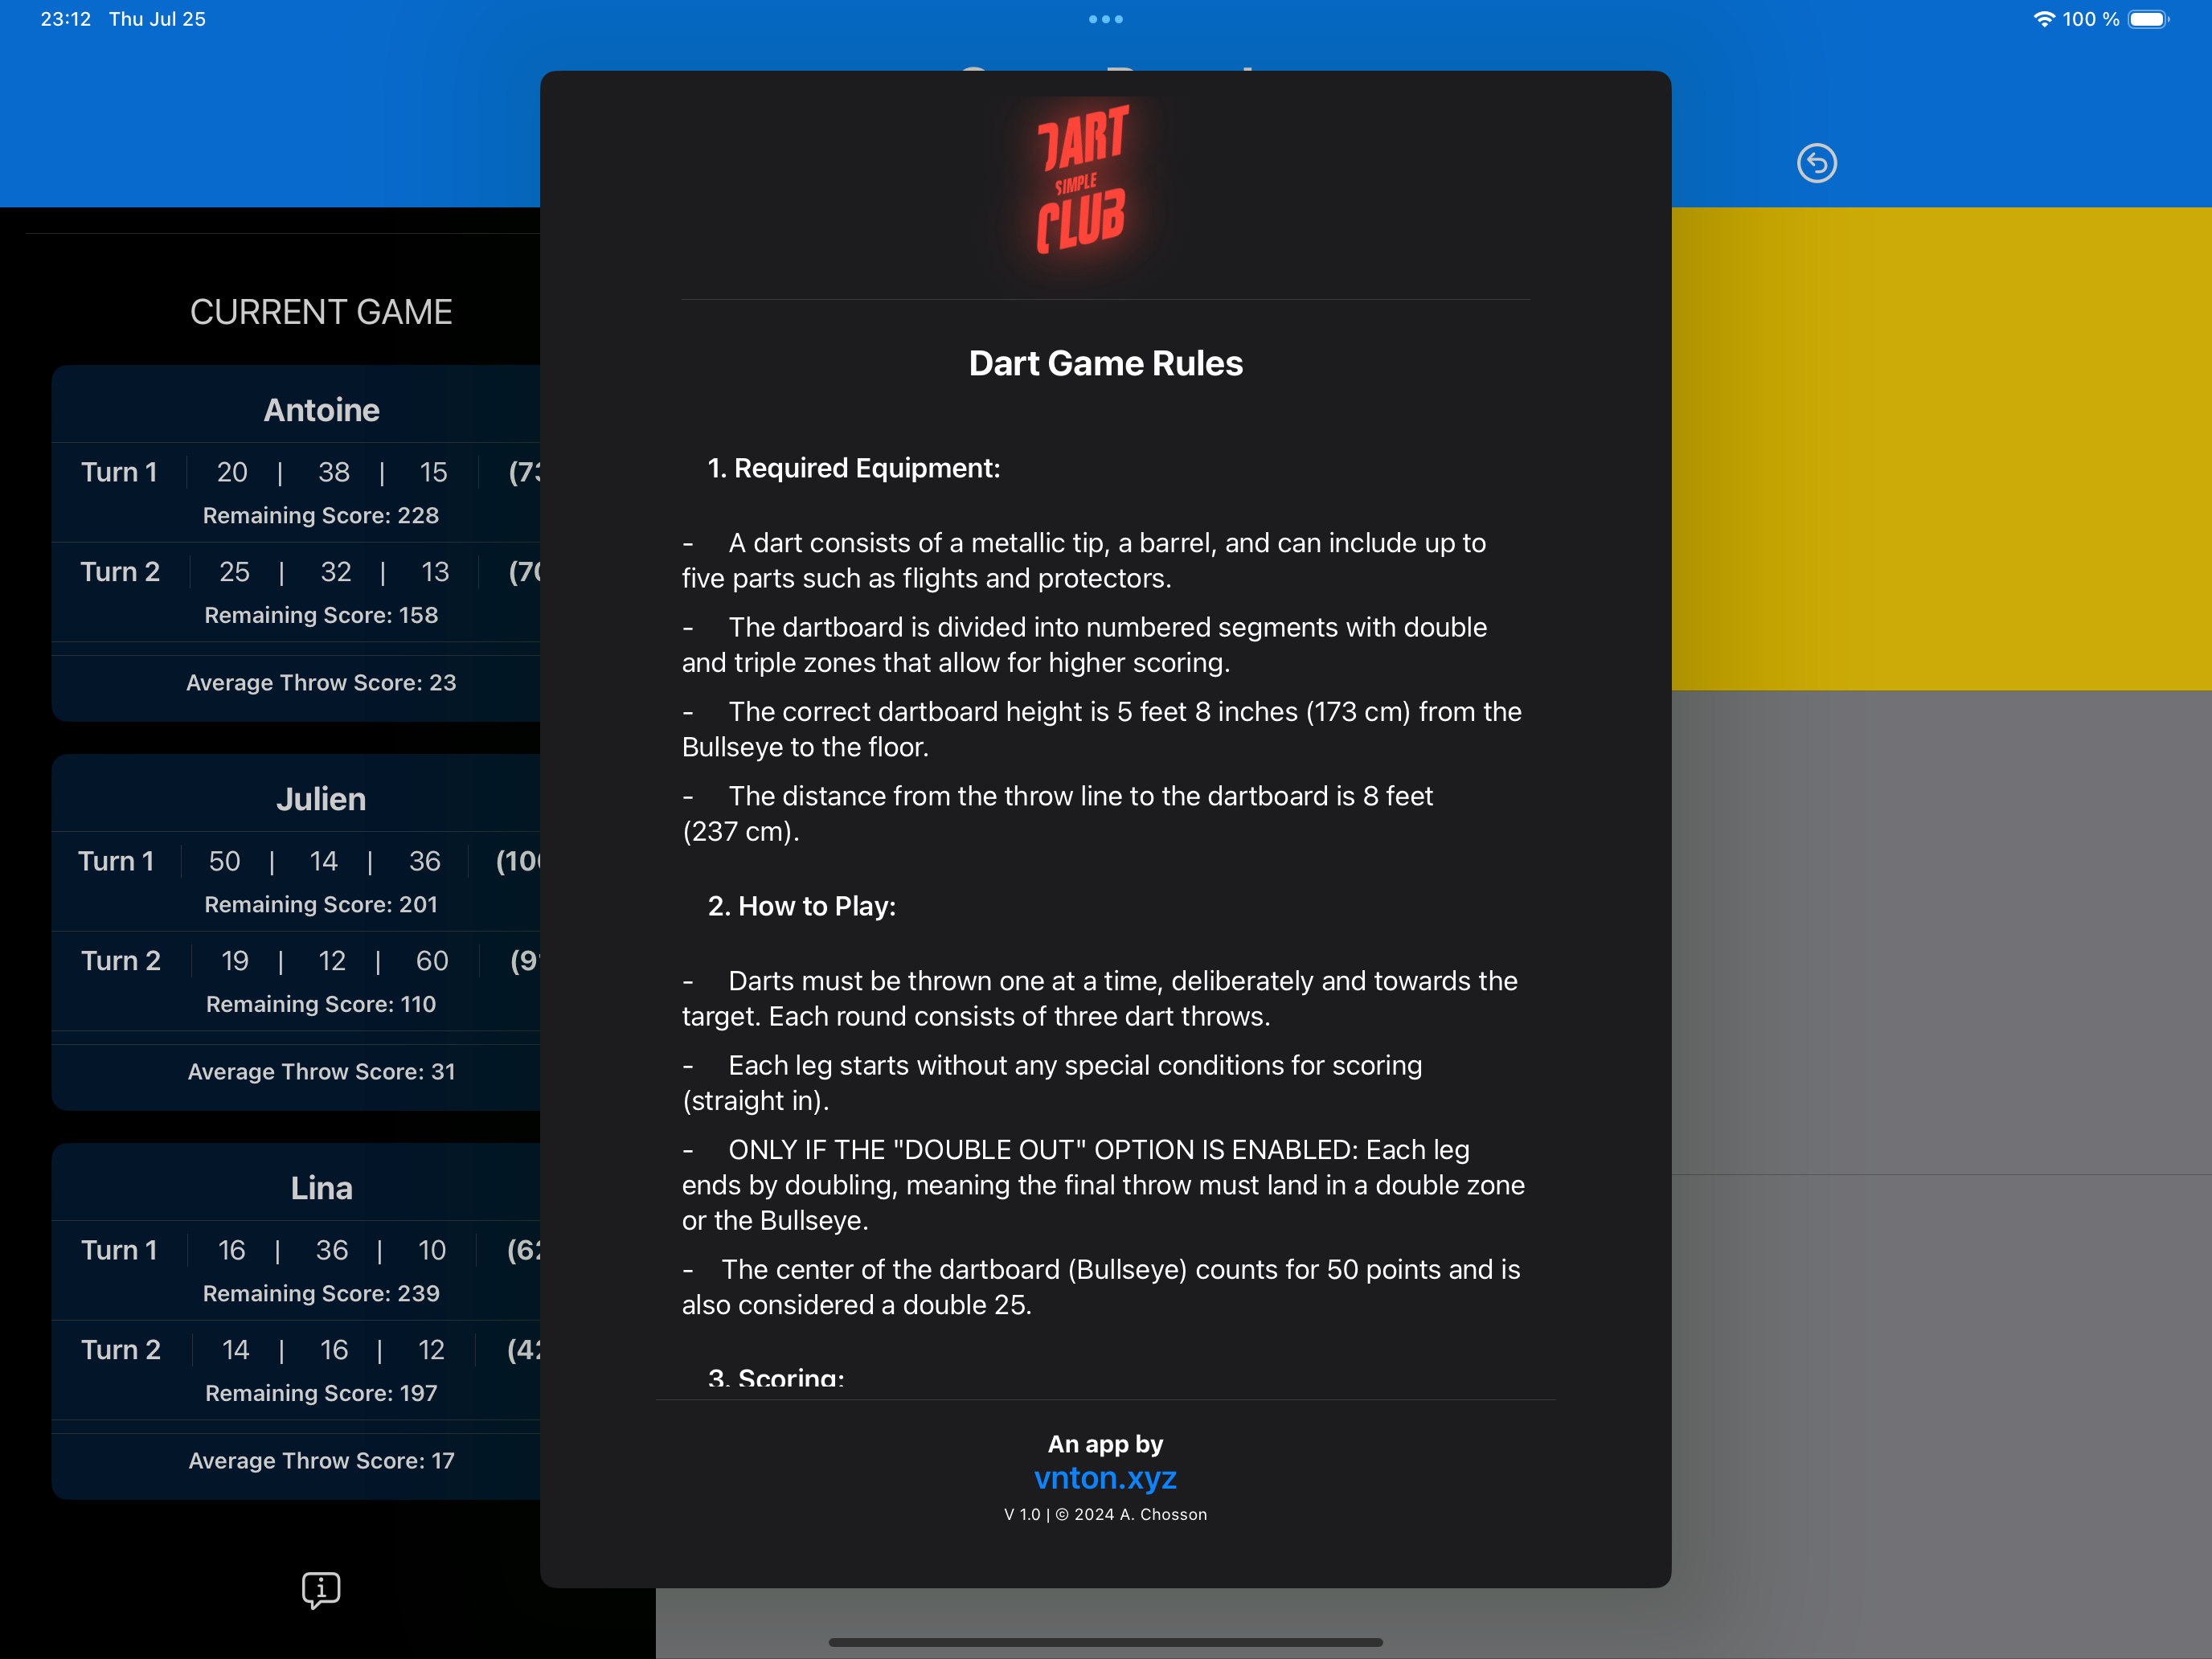 23:12 Thu Jul 25
100 %
DART
SIMPLE
CLUB
CURRENT GAME
Antoine
Turn 1 20 | 38 | 15
Remaining Score: 228
Turn 2 25 | 32 | 13
Remaining Score: 158
Average Throw Score: 23
Julien
Turn 1 50 | 14 | 36
Remaining Score: 201
Turn 2 19 | 12 | 60
Remaining Score: 110
Average Throw Score: 31
Lina
Turn 1 16 | 36 | 10
Remaining Score: 239
Turn 2 14 | 16 | 12
Remaining Score: 197
Average Throw Score: 17
Dart Game Rules
1. Required Equipment:
- A dart consists of a metallic tip, a barrel, and can include up to
five parts such as flights and protectors.
- The dartboard is divided into numbered segments with double
and triple zones that allow for higher scoring.
- The correct dartboard height is 5 feet 8 inches (173 cm) from the
Bullseye to the floor.
- The distance from the throw line to the dartboard is 8 feet
(237 cm).
2. How to Play:
- Darts must be thrown one at a time, deliberately and towards the
target. Each round consists of three dart throws.
- Each leg starts without any special conditions for scoring
(straight in).
- ONLY IF THE "DOUBLE OUT" OPTION IS ENABLED: Each leg
ends by doubling, meaning the final throw must land in a double zone
or the Bullseye.
- The center of the dartboard (Bullseye) counts for 50 points and is
also considered a double 25.
3. Scoring:
An app by
vnton.xyz
V 1.0 | © 2024 A. Chosson